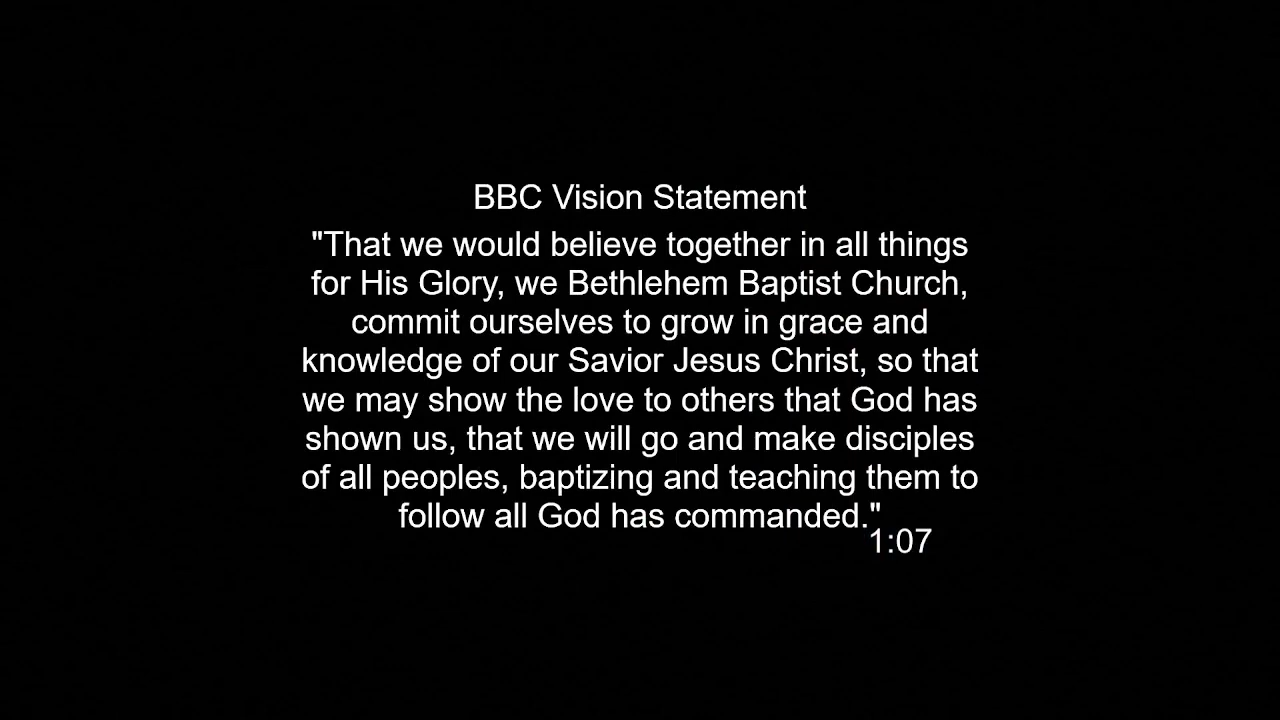 BBC Vision Statement
"That we would believe together in all things
for His Glory, we Bethlehem Baptist Church,
commit ourselves to grow in grace and
knowledge of our Savior Jesus Christ, so that
we may show the love to others that God has
shown us, that we will go and make disciples
of all peoples, baptizing and teaching them to
follow all God has commanded."
1:07